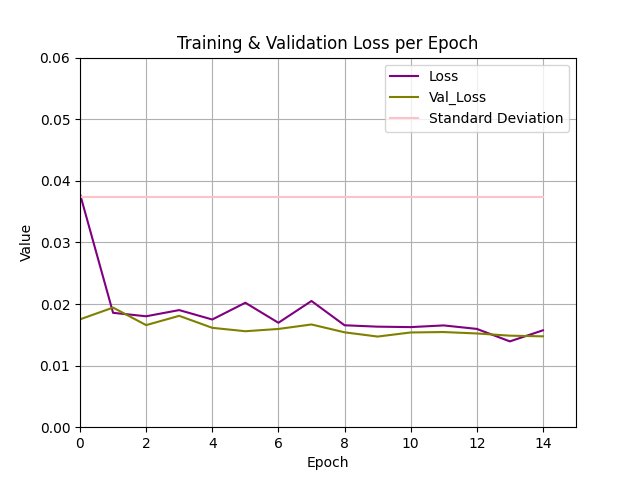 Training & Validation Loss per Epoch
0.06
0.05
0.04
0.03
0.02
0.01
0.00
Value
Loss
Val_Loss
Standard Deviation
0 2 4 6 8 10 12 14
Epoch